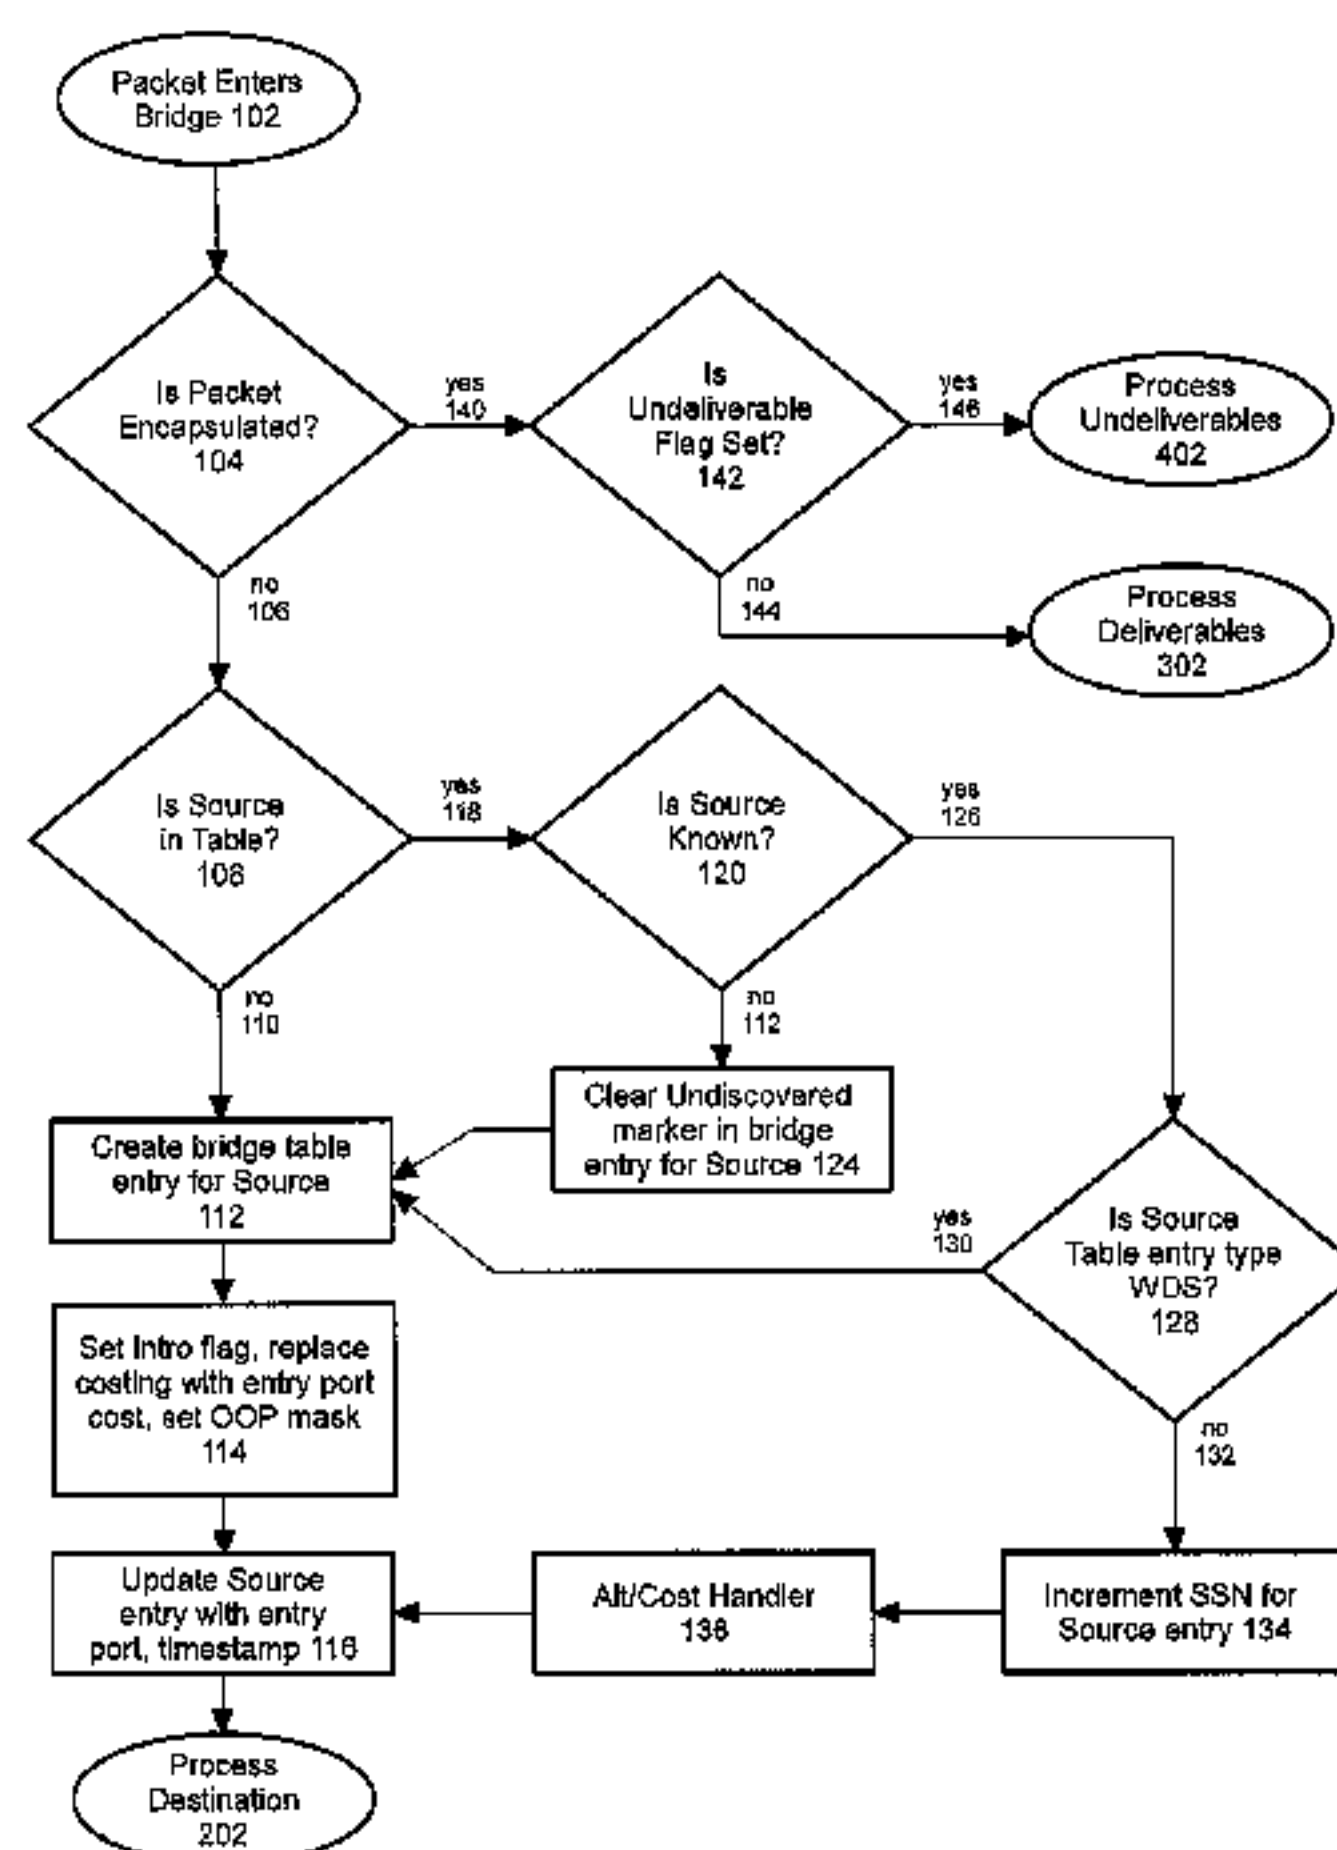 Packet Enters
Bridge 102
Is Packet
Encapsulated?
104
yes
140
Is
Undeliverable
Flag Set?
142
yes
146
Process
Undeliverables
402
no
106
no
144
Process
Deliverables
302
Is Source
in Table?
108
yes
118
Is Source
Known?
120
yes
126
no
110
no
112
Clear Undiscovered
marker in bridge
entry for Source 124
Create bridge table
entry for Source
112
yes
130
Is Source
Table entry type
WDS?
128
Set Intro flag, replace
costing with entry port
cost, set OOP mask
114
no
132
Update Source
entry with entry
port, timestamp 116
Alt/Cost Handler
136
Increment SSN for
Source entry 134
Process
Destination
202